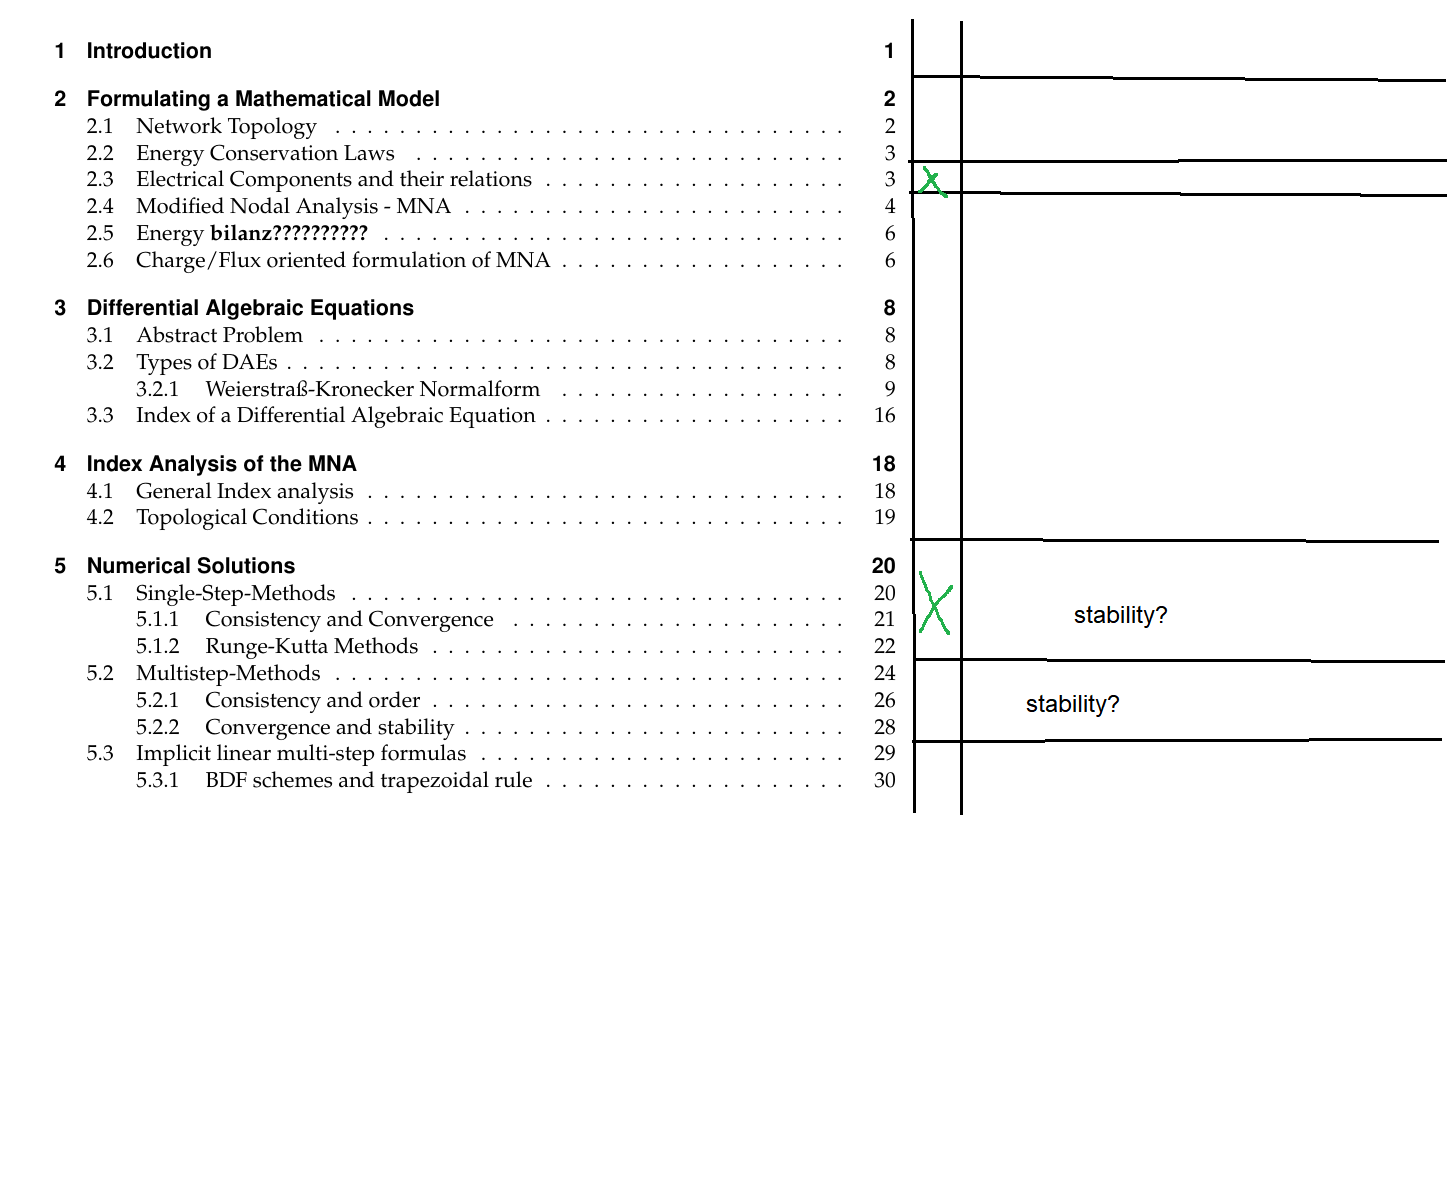 1 Introduction 1
2 Formulating a Mathematical Model 2
2.1 Network Topology . . . . . . . . . . . . . . . . . . . . . . . . . . . . . . . . 2
2.2 Energy Conservation Laws . . . . . . . . . . . . . . . . . . . . . . . . . . . 3
2.3 Electrical Components and their relations . . . . . . . . . . . . . . . . . . . 3
2.4 Modified Nodal Analysis - MNA . . . . . . . . . . . . . . . . . . . . . . . . 4
2.5 Energy bilanz?????????? . . . . . . . . . . . . . . . . . . . . . . . . . . . . . 6
2.6 Charge/Flux oriented formulation of MNA . . . . . . . . . . . . . . . . . . 6
3 Differential Algebraic Equations 8
3.1 Abstract Problem . . . . . . . . . . . . . . . . . . . . . . . . . . . . . . . . . 8
3.2 Types of DAEs . . . . . . . . . . . . . . . . . . . . . . . . . . . . . . . . . . . 8
3.2.1 Weierstraß-Kronecker Normalform . . . . . . . . . . . . . . . . . . 9
3.3 Index of a Differential Algebraic Equation . . . . . . . . . . . . . . . . . . . 16
4 Index Analysis of the MNA 18
4.1 General Index analysis . . . . . . . . . . . . . . . . . . . . . . . . . . . . . . 18
4.2 Topological Conditions . . . . . . . . . . . . . . . . . . . . . . . . . . . . . . 19
5 Numerical Solutions 20
5.1 Single-Step-Methods . . . . . . . . . . . . . . . . . . . . . . . . . . . . . . . 20
5.1.1 Consistency and Convergence . . . . . . . . . . . . . . . . . . . . . 21
stability?
5.1.2 Runge-Kutta Methods . . . . . . . . . . . . . . . . . . . . . . . . . . 22
5.2 Multistep-Methods . . . . . . . . . . . . . . . . . . . . . . . . . . . . . . . . 24
5.2.1 Consistency and order . . . . . . . . . . . . . . . . . . . . . . . . . . 26
stability?
5.2.2 Convergence and stability . . . . . . . . . . . . . . . . . . . . . . . . 28
5.3 Implicit linear multi-step formulas . . . . . . . . . . . . . . . . . . . . . . . 29
5.3.1 BDF schemes and trapezoidal rule . . . . . . . . . . . . . . . . . . . 30